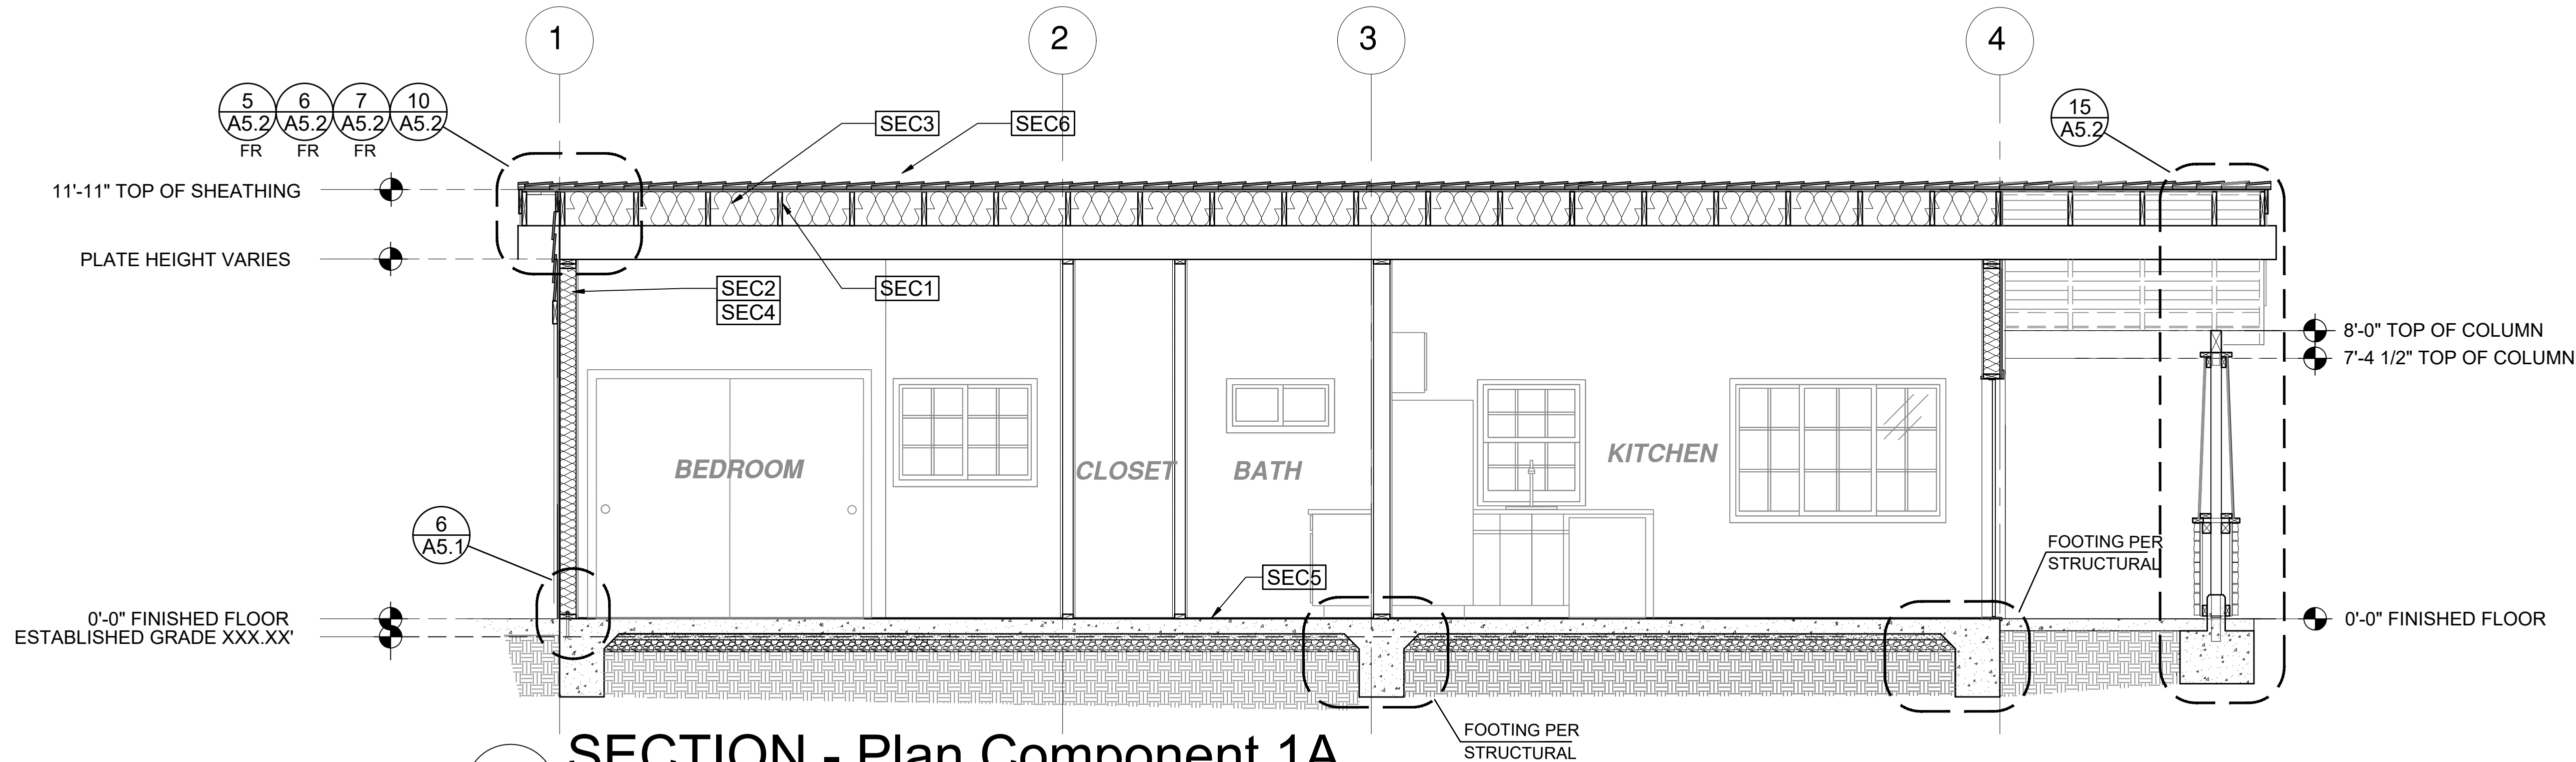 1
2
3
4
5
A5.2
FR
6
A5.2
FR
7
A5.2
FR
10
A5.2
SEC3
SEC6
15
A5.2
11'-11" TOP OF SHEATHING
PLATE HEIGHT VARIES
SEC2
SEC4
SEC1
8'-0" TOP OF COLUMN
7'-4 1/2" TOP OF COLUMN
BEDROOM
CLOSET
BATH
KITCHEN
6
A5.1
FOOTING PER
STRUCTURAL
SEC5
0'-0" FINISHED FLOOR
ESTABLISHED GRADE XXX.XX'
0'-0" FINISHED FLOOR
FOOTING PER
STRUCTURAL
SECTION - Plan Component 1A